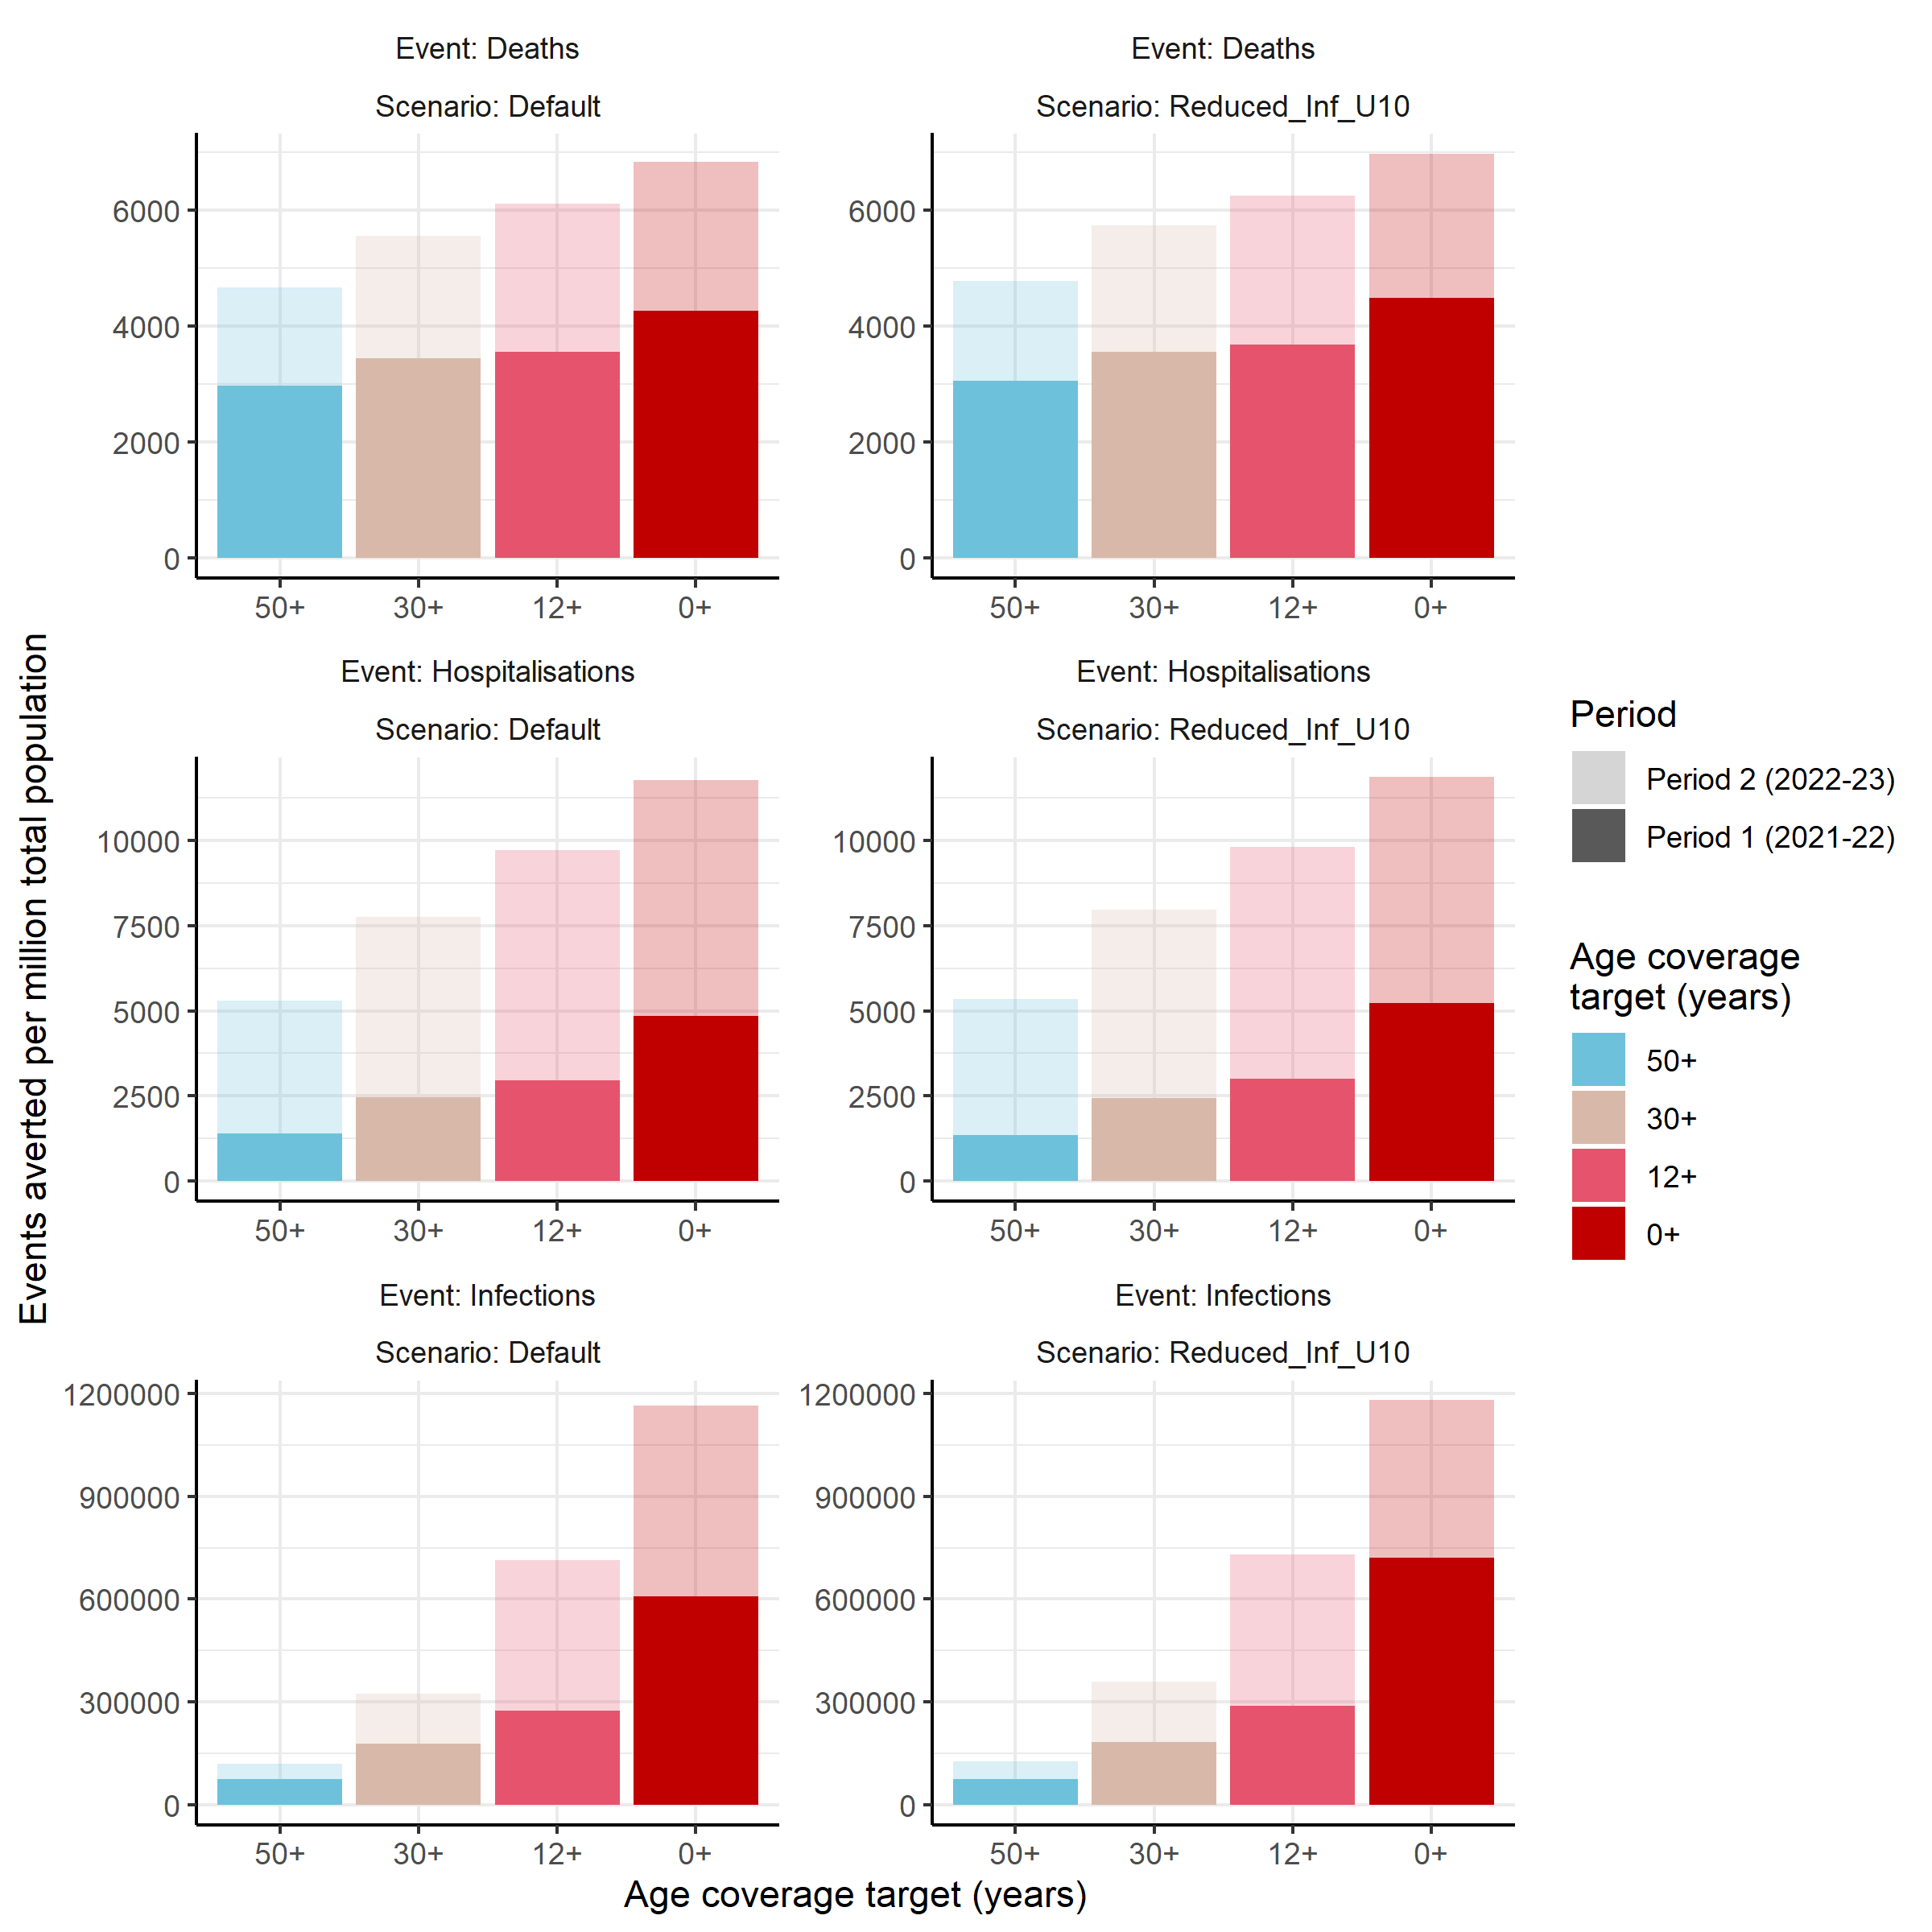 Event: Deaths
Scenario: Default
6000
4000
2000
0
50+ 30+ 12+ 0+
Event: Deaths
Scenario: Reduced_Inf_U10
6000
4000
2000
0
50+ 30+ 12+ 0+
Events averted per million total population
Event: Hospitalisations
Scenario: Default
10000
7500
5000
2500
0
50+ 30+ 12+ 0+
Event: Hospitalisations
Scenario: Reduced_Inf_U10
10000
7500
5000
2500
0
50+ 30+ 12+ 0+
Event: Infections
Scenario: Default
1200000
900000
600000
300000
0
50+ 30+ 12+ 0+
Event: Infections
Scenario: Reduced_Inf_U10
1200000
900000
600000
300000
0
50+ 30+ 12+ 0+
Age coverage target (years)
Period
Period 2 (2022-23)
Period 1 (2021-22)
Age coverage
target (years)
50+
30+
12+
0+